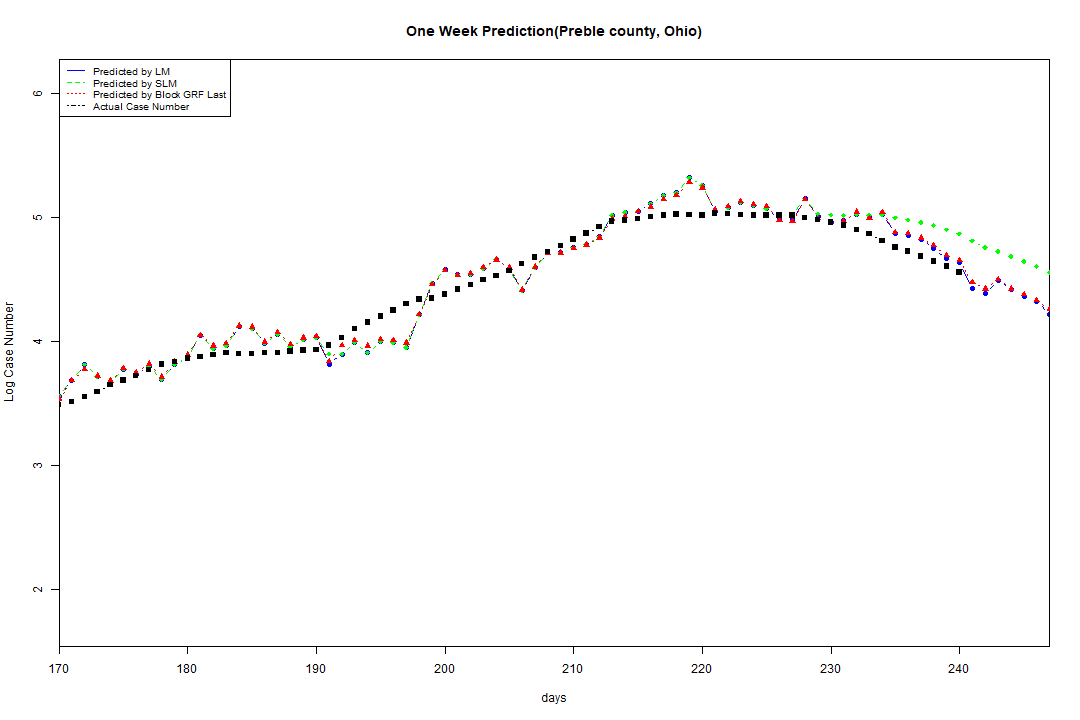 One Week Prediction(Preble county, Ohio)
Predicted by LM
Predicted by SLM
Predicted by Block GRF Last
Actual Case Number
6
5
4
3
2
Log Case Number
170 180 190 200 210 220 230 240
days